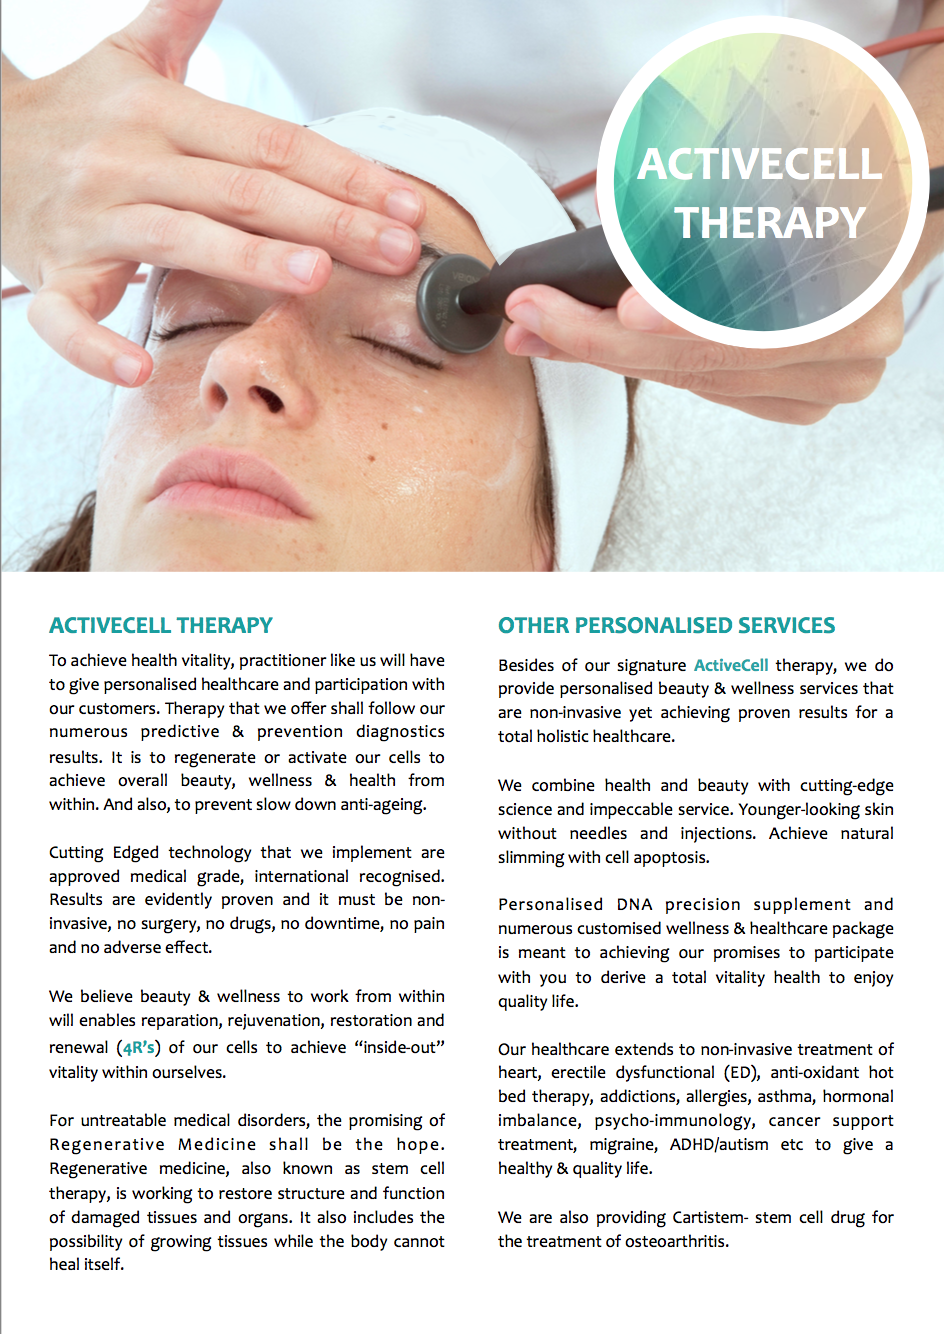 ACTIVECELL
THERAPY
ACTIVECELL THERAPY
To achieve health vitality, practitioner like us will have
to give personalised healthcare and participation with
our customers. Therapy that we offer shall follow our
numerous predictive & prevention diagnostics
results. It is to regenerate or activate our cells to
achieve overall beauty, wellness & health from
within. And also, to prevent slow down anti-ageing.
Cutting Edged technology that we implement are
approved medical grade, international recognised.
Results are evidently proven and it must be non-
invasive, no surgery, no drugs, no downtime, no pain
and no adverse effect.
We believe beauty & wellness to work from within
will enables reparation, rejuvenation, restoration and
renewal (4R's) of our cells to achieve “inside-out”
vitality within ourselves.
For untreatable medical disorders, the promising of
Regenerative Medicine shall be the hope.
Regenerative medicine, also known as stem cell
therapy, is working to restore structure and function
of damaged tissues and organs. It also includes the
possibility of growing tissues while the body cannot
heal itself.
OTHER PERSONALISED SERVICES
Besides of our signature ActiveCell therapy, we do
provide personalised beauty & wellness services that
are non-invasive yet achieving proven results for a
total holistic healthcare.
We combine health and beauty with cutting-edge
science and impeccable service. Younger-looking skin
without needles and injections. Achieve natural
slimming with cell apoptosis.
Personalised DNA precision supplement and
numerous customised wellness & healthcare package
is meant to achieving our promises to participate
with you to derive a total vitality health to enjoy
quality life.
Our healthcare extends to non-invasive treatment of
heart, erectile dysfunctional (ED), anti-oxidant hot
bed therapy, addictions, allergies, asthma, hormonal
imbalance, psycho-immunology, cancer support
treatment, migraine, ADHD/autism etc to give a
healthy & quality life.
We are also providing Cartistem- stem cell drug for
the treatment of osteoarthritis.